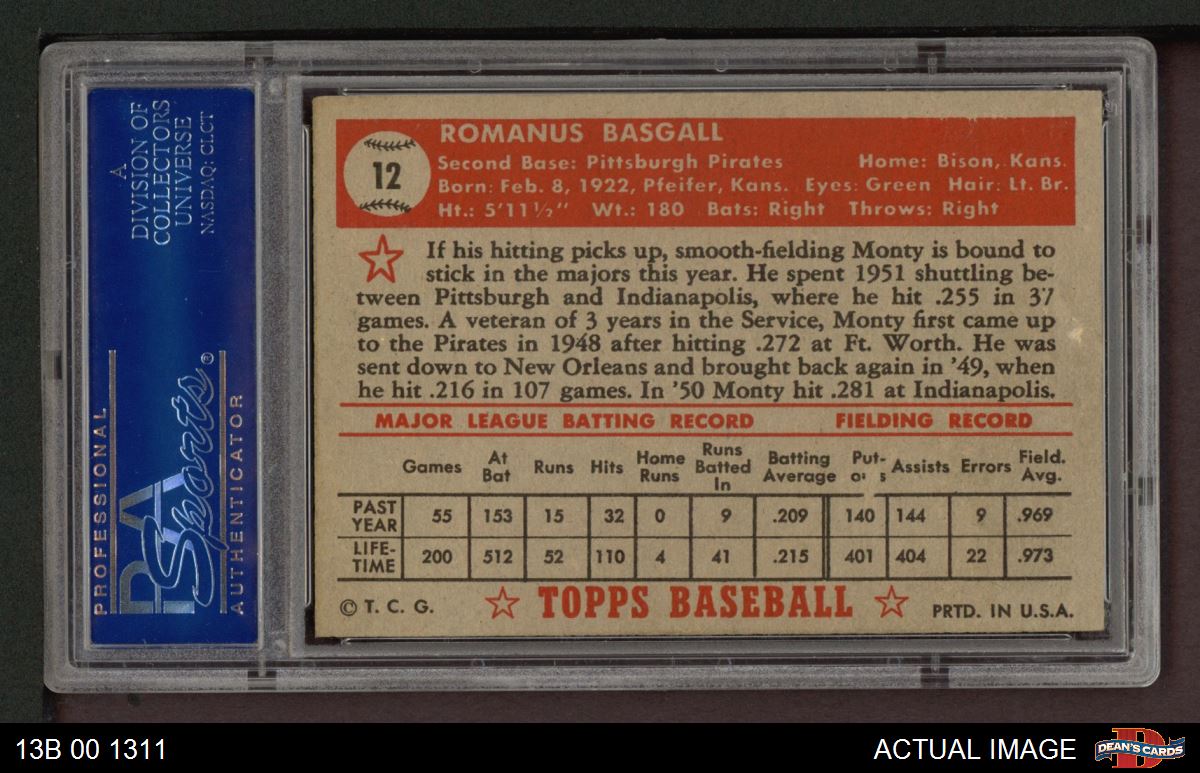 A
DIVISION OF
COLLECTORS
UNIVERSE
NASDAQ: CLCT
PROFESSIONAL
PSA
Sports®
AUTHENTICATOR
12
ROMANUS BASGALL
Second Base: Pittsburgh Pirates Home: Bison, Kans.
Born: Feb. 8, 1922, Pfeifer, Kans. Eyes: Green Hair: Lt. Br.
Ht.: 5'11½" Wt.: 180 Bats: Right Throws: Right
If his hitting picks up, smooth-fielding Monty is bound to
stick in the majors this year. He spent 1951 shuttling be-
tween Pittsburgh and Indianapolis, where he hit .255 in 37
games. A veteran of 3 years in the Service, Monty first came up
to the Pirates in 1948 after hitting .272 at Ft. Worth. He was
sent down to New Orleans and brought back again in '49, when
he hit .216 in 107 games. In '50 Monty hit .281 at Indianapolis.
MAJOR LEAGUE BATTING RECORD FIELDING RECORD
Games At Bat Runs Hits Home Runs Runs Batted In Batting Average Put- o s Assists Errors Field. Avg.
PAST YEAR 55 153 15 32 0 9 .209 140 144 9 .969
LIFE- TIME 200 512 52 110 4 41 .215 401 404 22 .973
© T. C. G. TOPPS BASEBALL PRTD. IN U.S.A.
13B 00 1311
ACTUAL IMAGE
D
DEAN'S CARDS